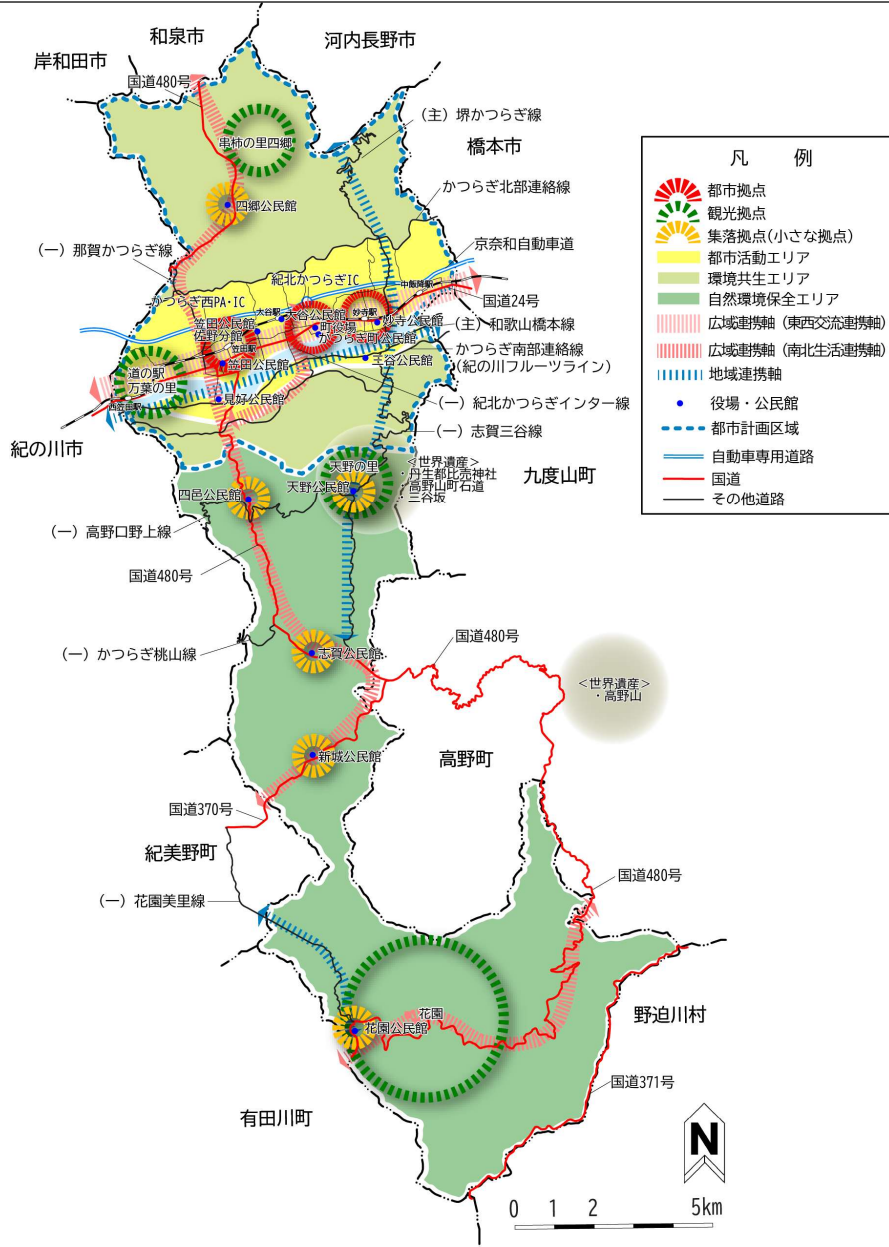 和泉市
河内長野市
岸和田市
国道480号
(主)堺かつらぎ線
串柿の里四郷
橋本市
かつらぎ北部連絡線
四郷公民館
(一)那賀かつらぎ線
京奈和自動車道
紀北かつらぎIC
中飯降駅
かつらぎ西PA・IC
国道24号
大谷駅
大谷公民館
妙寺駅
笠田公民館
佐野分館
町役場
妙寺公民館
(主)和歌山橋本線
かつらぎ町公民館
笠田駅
かつらぎ南部連絡線
(紀の川フルーツライン)
道の駅
万葉の里
笠田公民館
三谷公民館
見好公民館
西笠田駅
(一)紀北かつらぎインター線
紀の川市
(一)志賀三谷線
天野の里
<世界遺産>
・丹生都比売神社
・高野山町石道
・三谷坂
九度山町
四邑公民館
天野公民館
(一)高野口野上線
国道480号
国道480号
(一)かつらぎ桃山線
志賀公民館
<世界遺産>
・高野山
新城公民館
高野町
国道370号
紀美野町
国道480号
(一)花園美里線
花園
花園公民館
野迫川村
国道371号
有田川町
N
0 1 2 5km
凡 例
都市拠点
観光拠点
集落拠点(小さな拠点)
都市活動エリア
環境共生エリア
自然環境保全エリア
広域連携軸(東西交流連携軸)
広域連携軸(南北生活連携軸)
地域連携軸
役場・公民館
都市計画区域
自動車専用道路
国道
その他道路